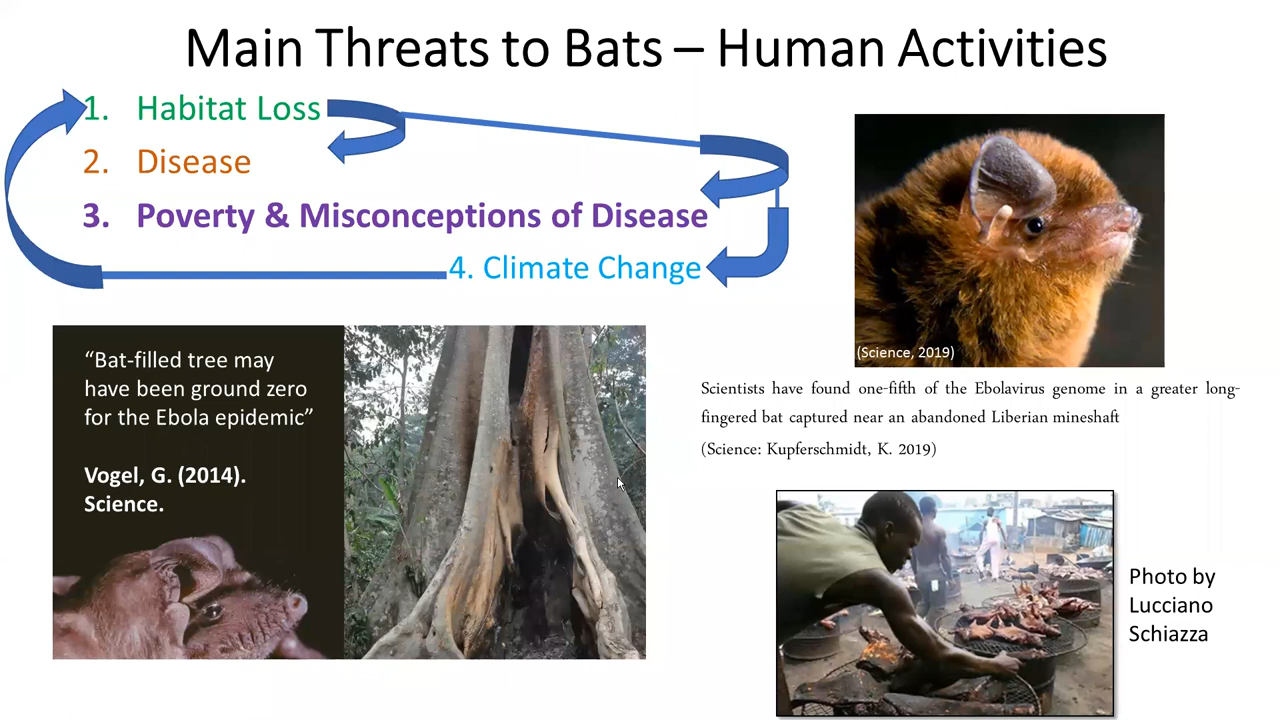 Main Threats to Bats – Human Activities
1. Habitat Loss
2. Disease
3. Poverty & Misconceptions of Disease
4. Climate Change
“Bat-filled tree may
have been ground zero
for the Ebola epidemic”
Vogel, G. (2014).
Science.
(Science, 2019)
Scientists have found one-fifth of the Ebolavirus genome in a greater long-
fingered bat captured near an abandoned Liberian mineshaft
(Science: Kupferschmidt, K. 2019)
Photo by
Lucciano
Schiazza